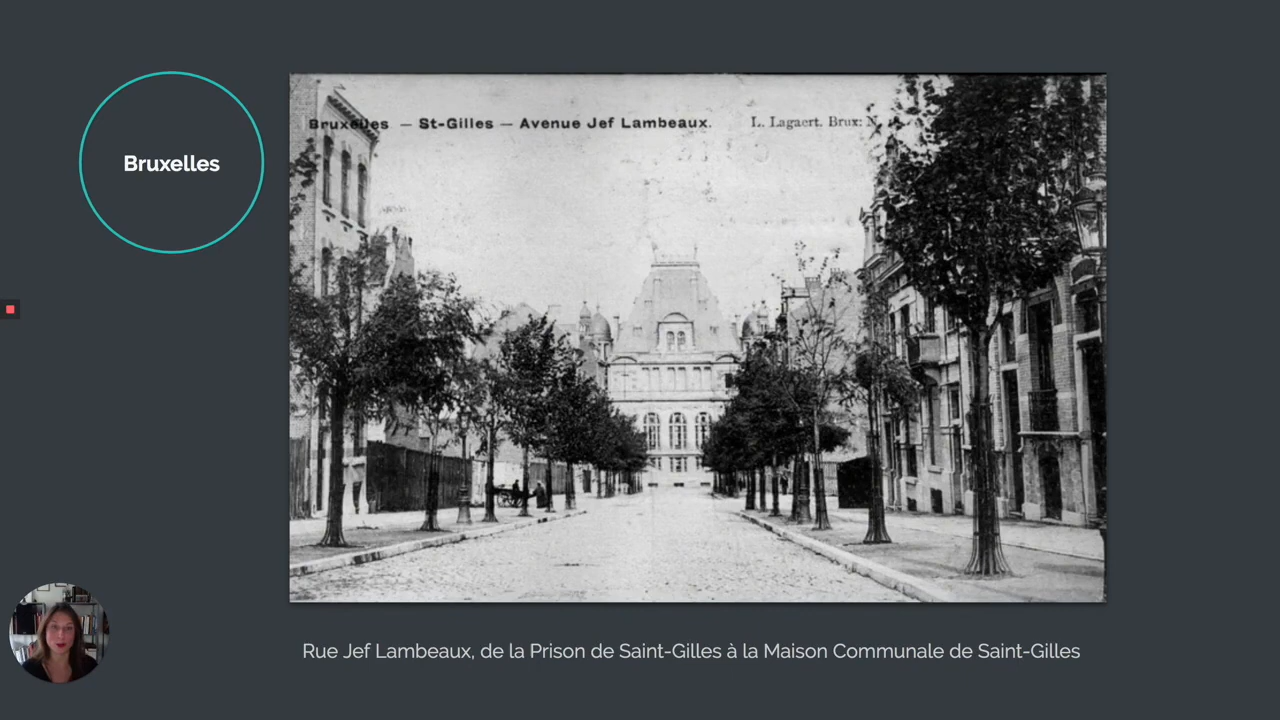 Bruxelles
Bruxelles — St-Gilles — Avenue Jef Lambeaux.
L. Lagaert. Brux: N.
Rue Jef Lambeaux, de la Prison de Saint-Gilles à la Maison Communale de Saint-Gilles